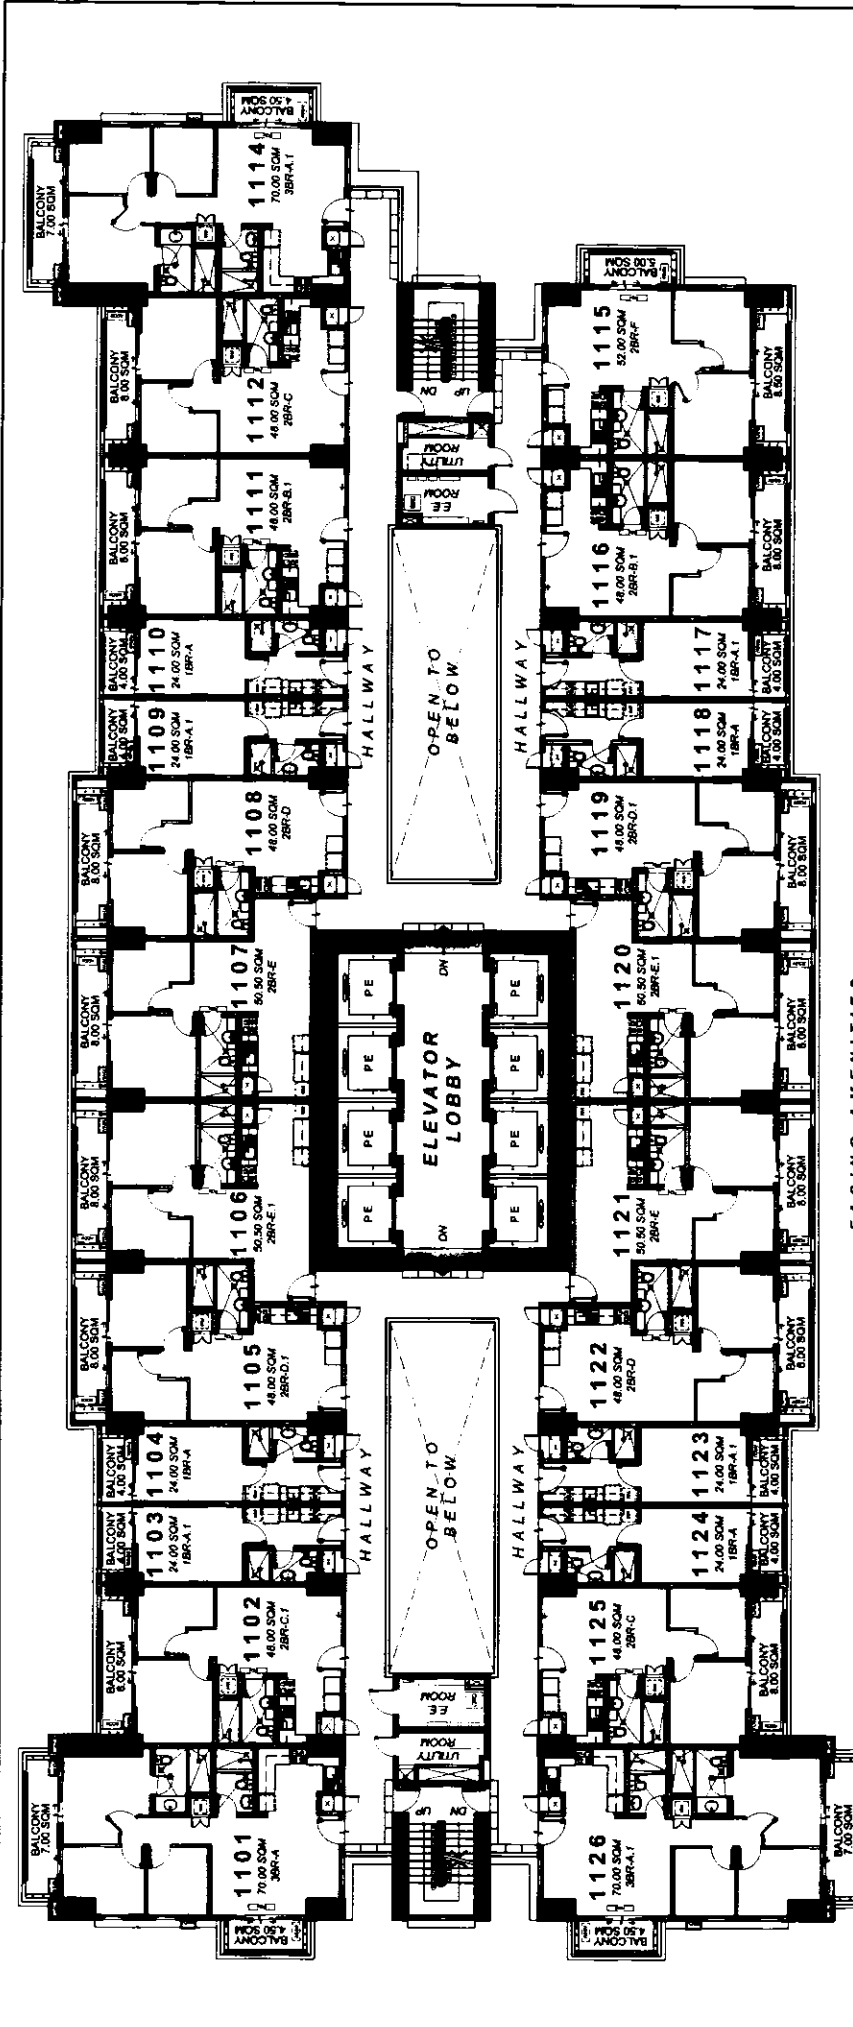 BALCONY
4.50 SQM
BALCONY
7.00 SQM
1114
70.00 SQM
3BR-A.1
BALCONY
8.00 SQM
1112
48.00 SQM
2BR-C
BALCONY
8.00 SQM
1111
48.00 SQM
2BR-B.1
BALCONY
4.00 SQM
1110
24.00 SQM
1BR-A
BALCONY
4.00 SQM
1109
24.00 SQM
1BR-A.1
BALCONY
8.00 SQM
1108
48.00 SQM
2BR-D
BALCONY
8.00 SQM
1107
50.50 SQM
2BR-E
BALCONY
8.00 SQM
1106
50.50 SQM
2BR-E.1
BALCONY
8.00 SQM
1105
48.00 SQM
2BR-D.1
BALCONY
4.00 SQM
1104
24.00 SQM
1BR-A
BALCONY
4.00 SQM
1103
24.00 SQM
1BR-A.1
BALCONY
8.00 SQM
1102
48.00 SQM
2BR-C.1
BALCONY
7.00 SQM
1101
70.00 SQM
3BR-A
BALCONY
4.50 SQM
DN
UP
UTILITY
ROOM
E.E.
ROOM
HALLWAY
OPEN TO
BELOW
HALLWAY
DN
PE
PE
PE
PE
ELEVATOR
LOBBY
PE
PE
PE
PE
DN
HALLWAY
OPEN TO
BELOW
HALLWAY
E.E.
ROOM
UTILITY
ROOM
UP
DN
BALCONY
5.00 SQM
1115
52.00 SQM
2BR-F
BALCONY
8.50 SQM
1116
48.00 SQM
2BR-B.1
BALCONY
8.00 SQM
1117
24.00 SQM
1BR-A.1
BALCONY
4.00 SQM
1118
24.00 SQM
1BR-A
BALCONY
4.00 SQM
1119
48.00 SQM
2BR-D.1
BALCONY
8.00 SQM
1120
50.50 SQM
2BR-E.1
BALCONY
8.00 SQM
1121
50.50 SQM
2BR-E
BALCONY
8.00 SQM
1122
48.00 SQM
2BR-D
BALCONY
8.00 SQM
1123
24.00 SQM
1BR-A.1
BALCONY
4.00 SQM
1124
24.00 SQM
1BR-A
BALCONY
4.00 SQM
1125
48.00 SQM
2BR-C
BALCONY
8.00 SQM
1126
70.00 SQM
3BR-A.1
BALCONY
7.00 SQM
BALCONY
4.50 SQM